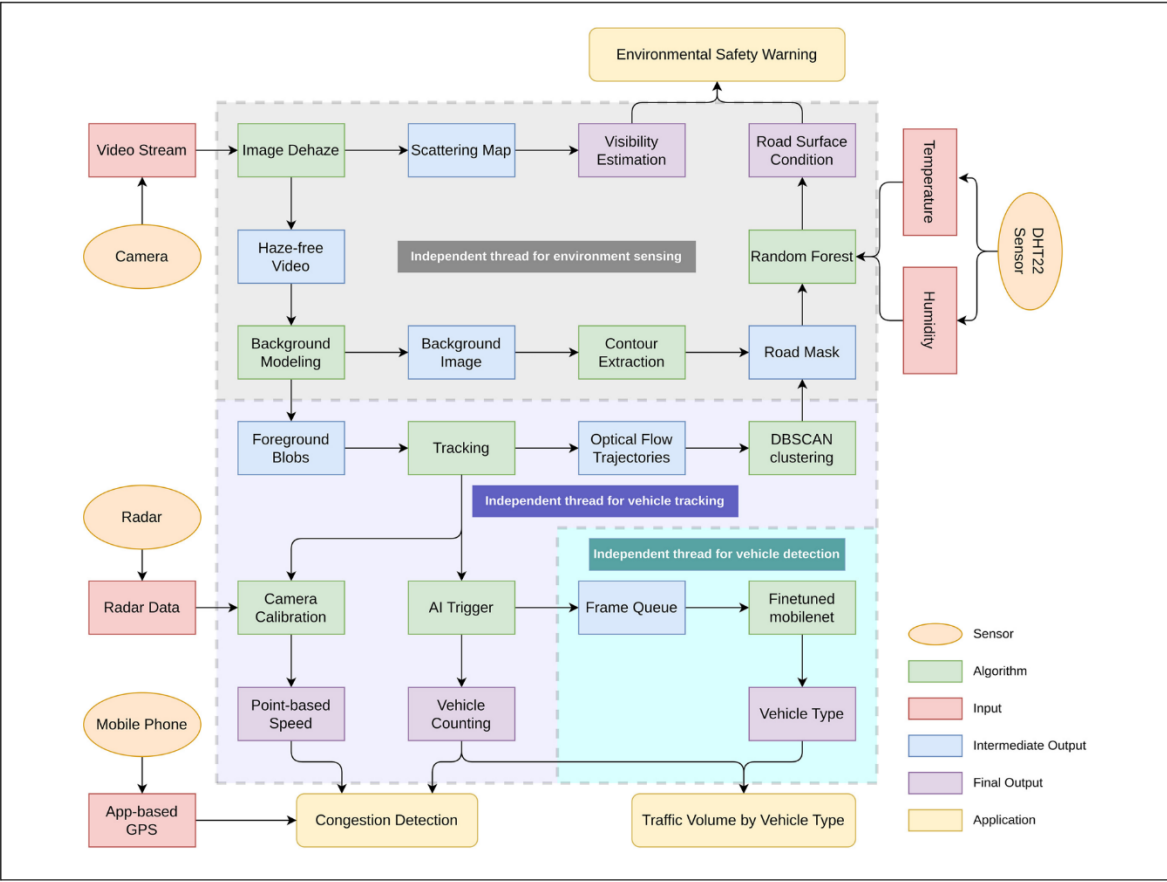 Environmental Safety Warning
Video Stream
Image Dehaze
Scattering Map
Visibility
Estimation
Road Surface
Condition
Temperature
Camera
Haze-free
Video
Independent thread for environment sensing
Random Forest
DHT22
Sensor
Humidity
Background
Modeling
Background
Image
Contour
Extraction
Road Mask
Foreground
Blobs
Tracking
Optical Flow
Trajectories
DBSCAN
clustering
Independent thread for vehicle tracking
Radar
Independent thread for vehicle detection
Radar Data
Camera
Calibration
AI Trigger
Frame Queue
Finetuned
mobilenet
Point-based
Speed
Vehicle
Counting
Vehicle Type
Mobile Phone
App-based
GPS
Congestion Detection
Traffic Volume by Vehicle Type
Sensor
Algorithm
Input
Intermediate Output
Final Output
Application